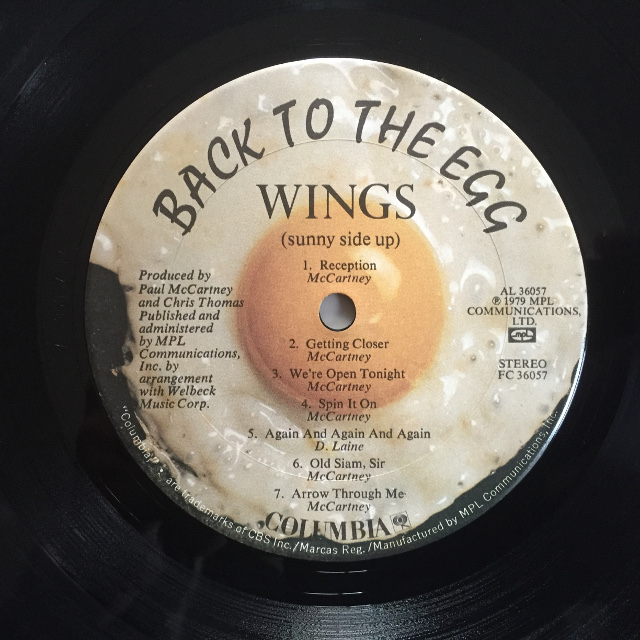 BACK TO THE EGG
WINGS
(sunny side up)
1. Reception
McCartney
Produced by
Paul McCartney
and Chris Thomas
Published and
administered
by MPL
Communications,
Inc. by
arrangement
with Welbeck
Music Corp.
AL 36057
℗ 1979 MPL
COMMUNICATIONS,
LTD.
MPL
STEREO
FC 36057
2. Getting Closer
McCartney
3. We're Open Tonight
McCartney
4. Spin It On
McCartney
5. Again And Again And Again
D. Laine
6. Old Siam, Sir
McCartney
7. Arrow Through Me
McCartney
COLUMBIA
"Columbia", are trademarks of CBS Inc./Marcas Reg./Manufactured by MPL Communications, Inc.